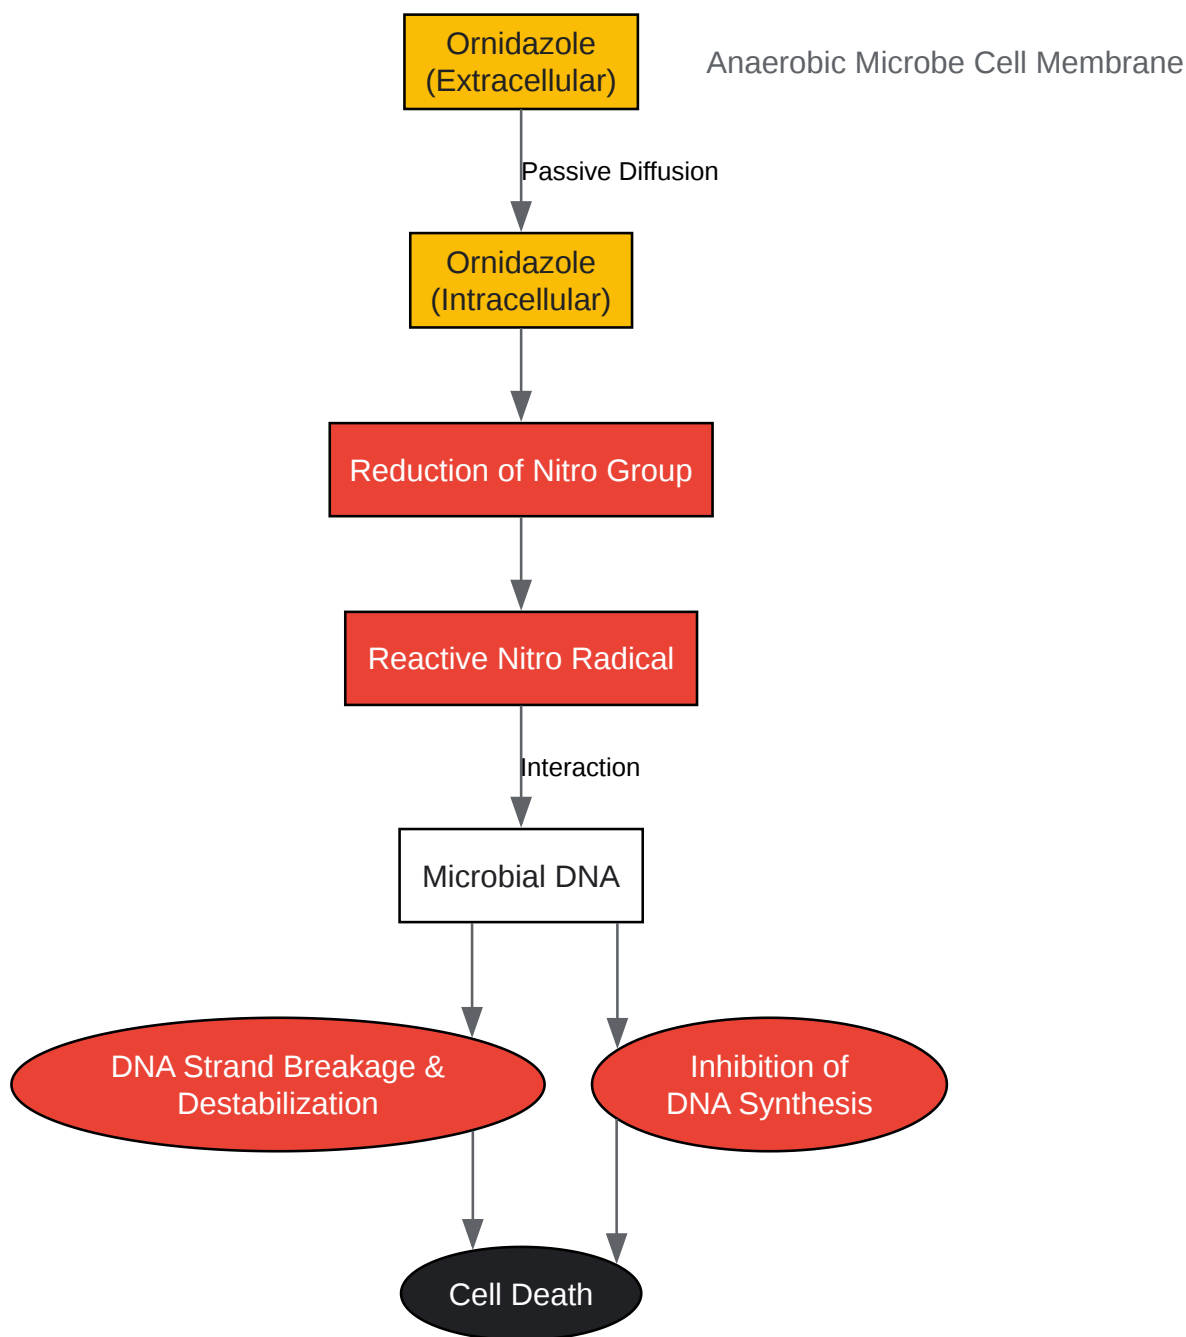 Ornidazole
(Extracellular)
Anaerobic Microbe Cell Membrane
Passive Diffusion
Ornidazole
(Intracellular)
Reduction of Nitro Group
Reactive Nitro Radical
Interaction
Microbial DNA
DNA Strand Breakage &
Destabilization
Inhibition of
DNA Synthesis
Cell Death